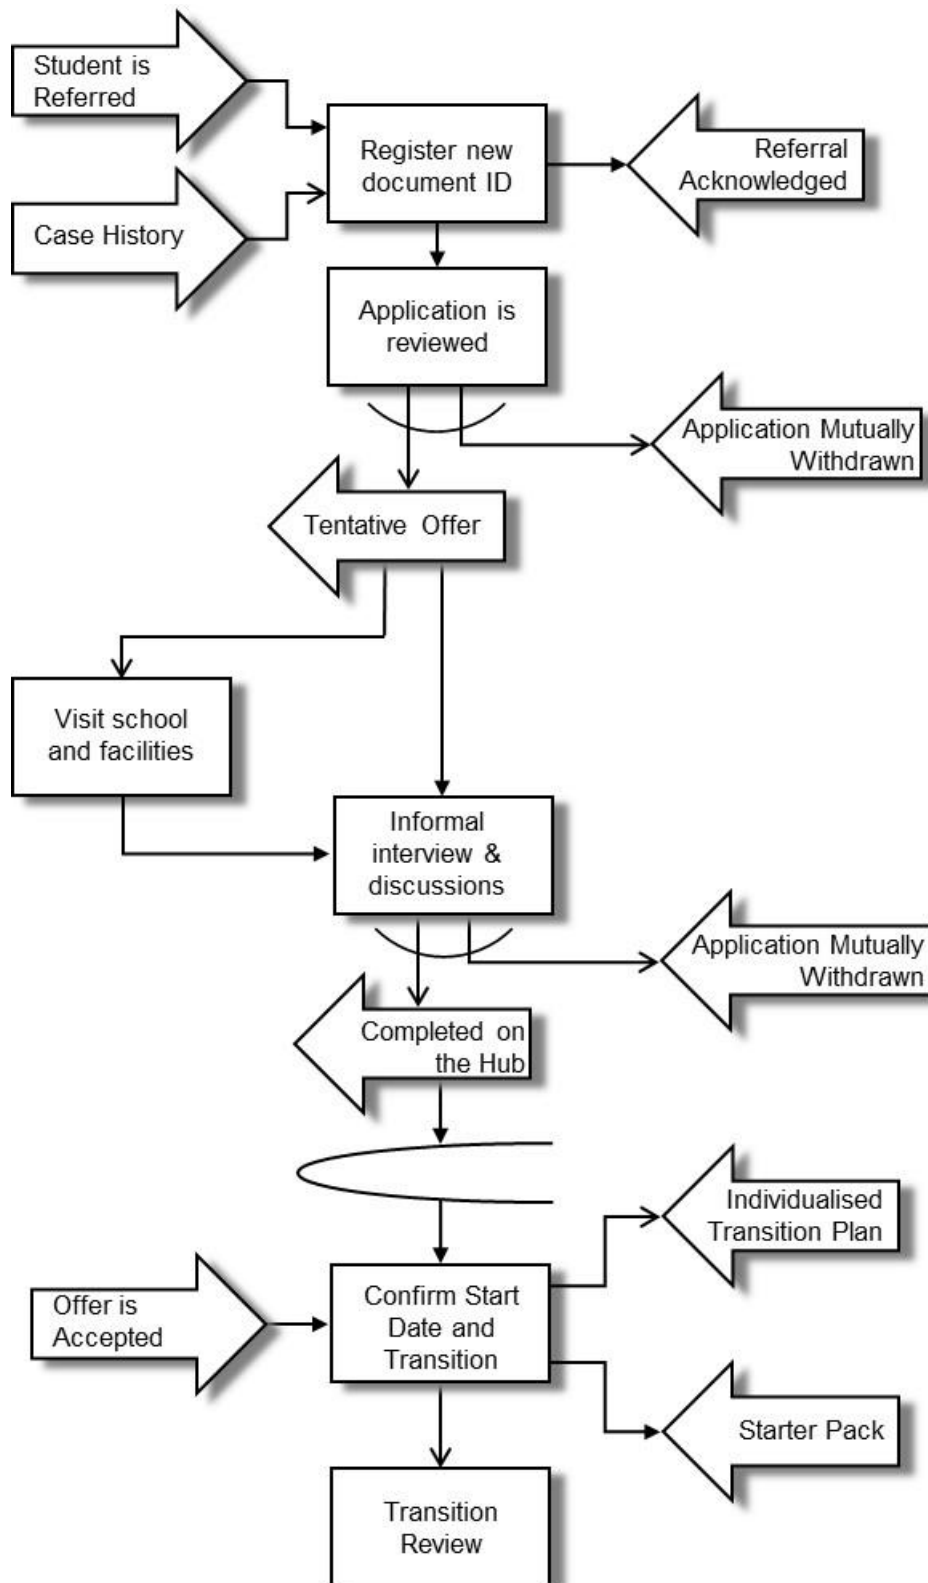 Student is
Referred
Register new
document ID
Referral
Acknowledged
Case History
Application is
reviewed
Application Mutually
Withdrawn
Tentative Offer
Visit school
and facilities
Informal
interview &
discussions
Application Mutually
Withdrawn
Completed on
the Hub
Individualised
Transition Plan
Offer is
Accepted
Confirm Start
Date and
Transition
Starter Pack
Transition
Review